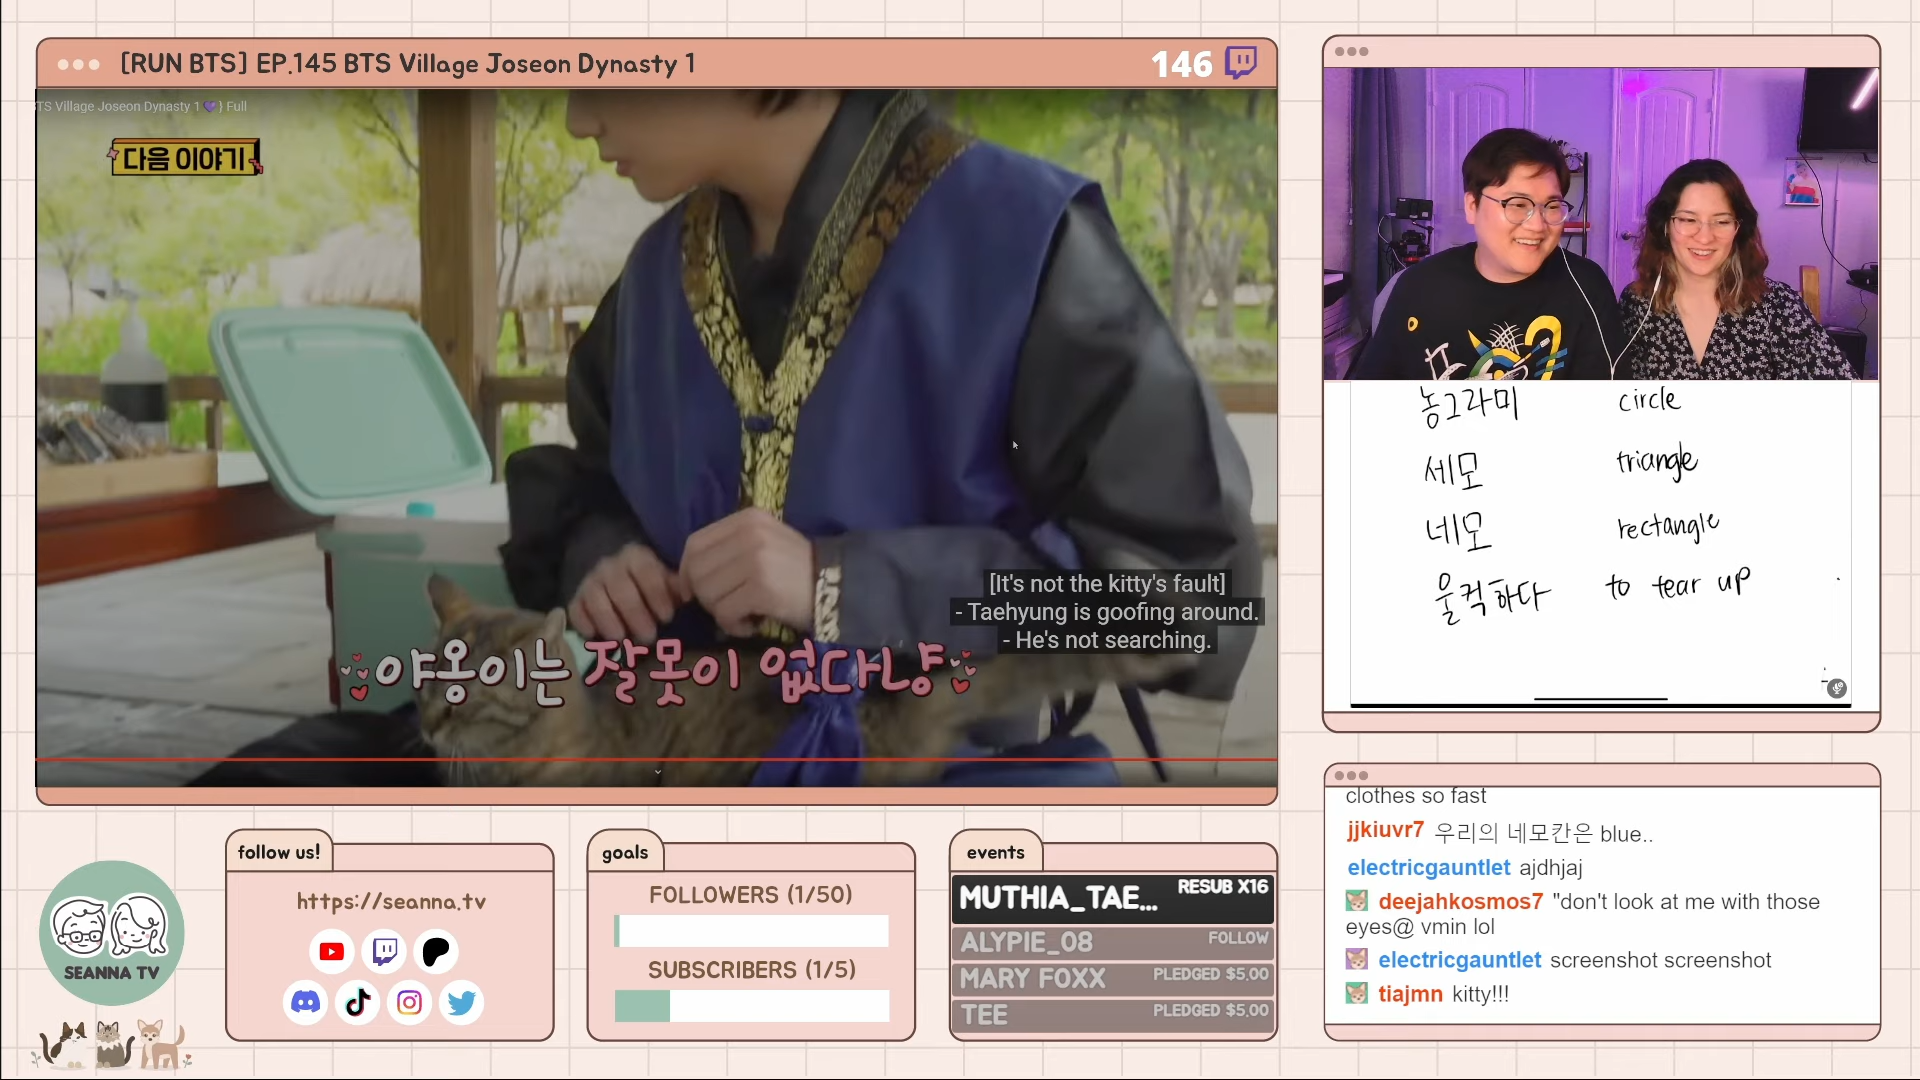 [RUN BTS] EP.145 BTS Village Joseon Dynasty 1
146
TS Village Joseon Dynasty 1💜} Full
다음 이야기
[It's not the kitty's fault]
- Taehyung is goofing around.
- He's not searching.
야옹이는 잘못이 없다냥
동그라미 circle
세모 triangle
네모 rectangle
울컥하다 to tear up
clothes so fast
jjkiuvr7 우리의 네모칸은 blue..
electricgauntlet ajdhjaj
deejahkosmos7 "don't look at me with those
eyes@ vmin lol
electricgauntlet screenshot screenshot
tiajmn kitty!!!
SEANNA TV
follow us!
https://seanna.tv
goals
FOLLOWERS (1/50)
SUBSCRIBERS (1/5)
events
MUTHIA_TAE... RESUB X16
ALYPIE_08 FOLLOW
MARY FOXX PLEDGED $5.00
TEE PLEDGED $5.00